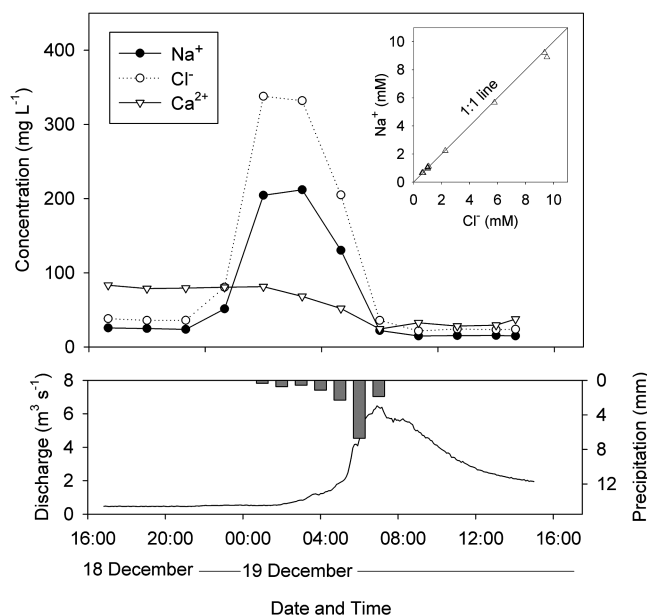 Concentration (mg L⁻¹)
400
300
200
100
0
Na⁺
Cl⁻
Ca²⁺
Na⁺ (mM)
10
8
6
4
2
0
1:1 line
0 2 4 6 8 10
Cl⁻ (mM)
Discharge (m³ s⁻¹)
8
6
4
2
0
Precipitation (mm)
0
4
8
12
16:00 20:00 00:00 04:00 08:00 12:00 16:00
18 December 19 December
Date and Time